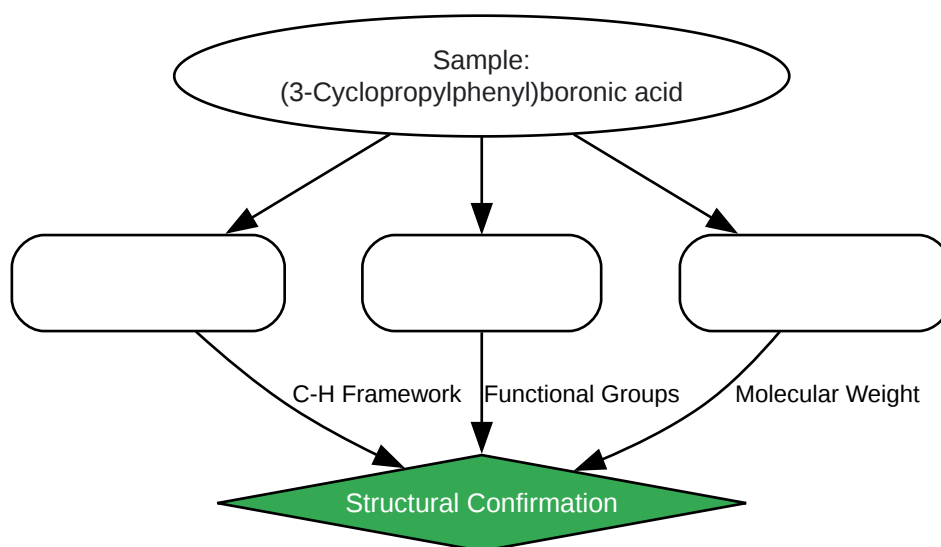 Sample:
(3-Cyclopropylphenyl)boronic acid
C-H Framework
Functional Groups
Molecular Weight
Structural Confirmation